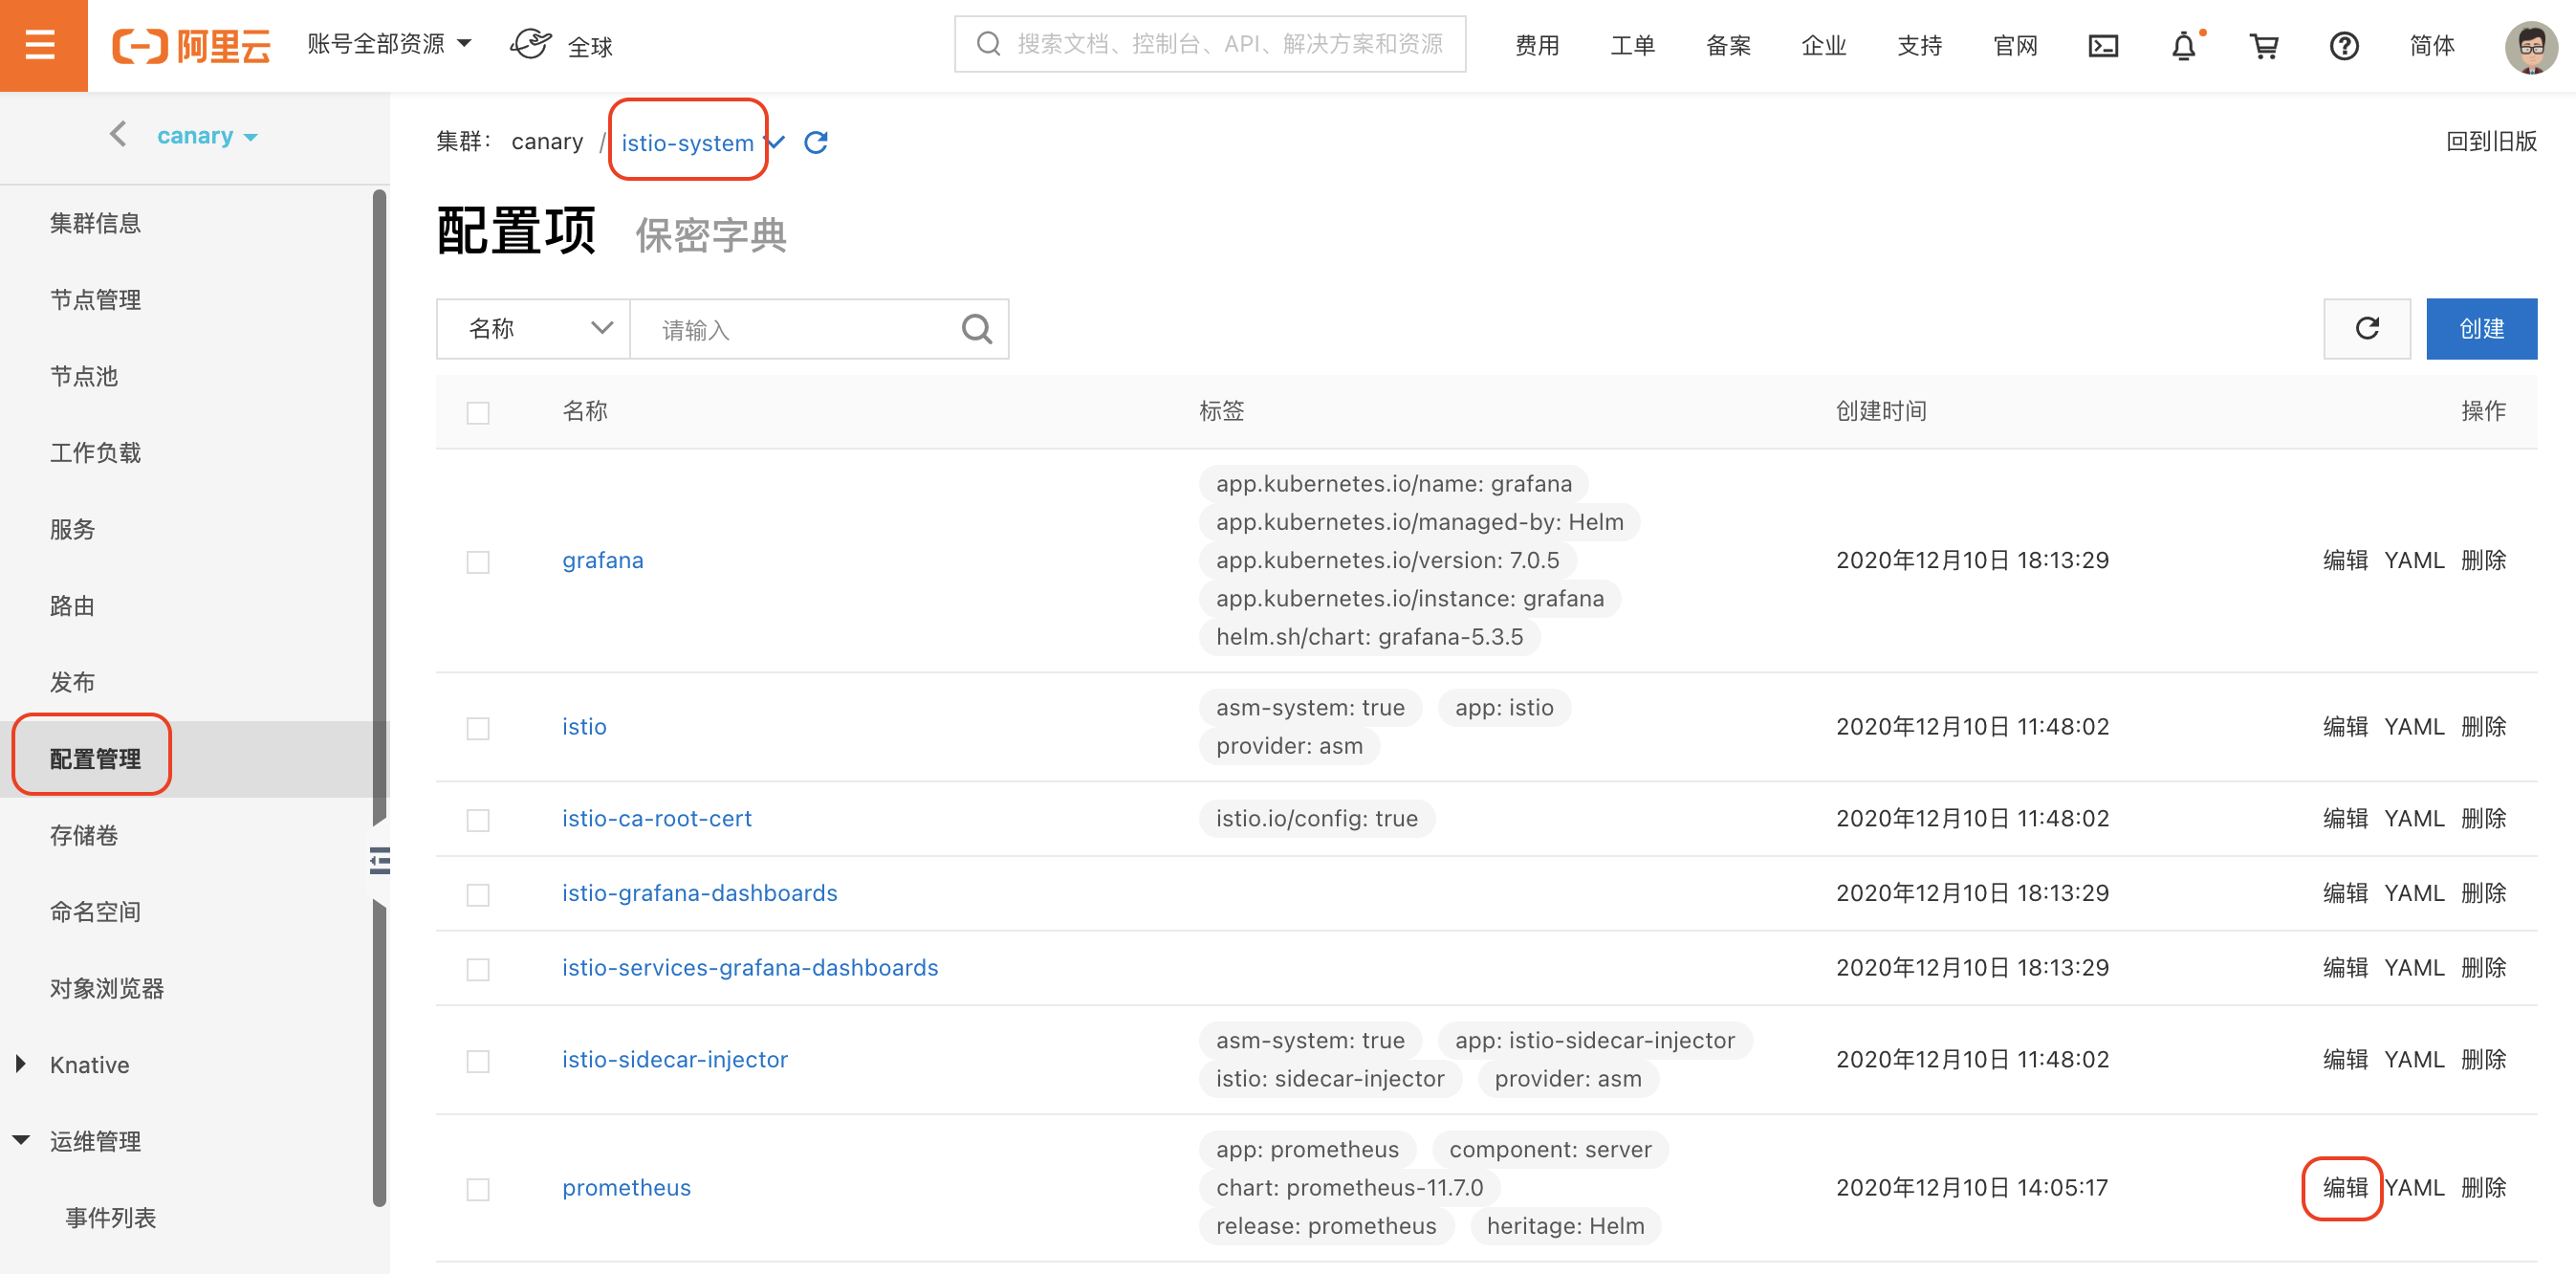 阿里云 账号全部资源 全球 搜索文档、控制台、API、解决方案和资源 费用 工单 备案 企业 支持 官网 简体
canary
集群信息
节点管理
节点池
工作负载
服务
路由
发布
配置管理
存储卷
命名空间
对象浏览器
Knative
运维管理
事件列表
集群： canary / istio-system 回到旧版
配置项 保密字典
名称 请输入 创建
名称 标签 创建时间 操作
app.kubernetes.io/name: grafana
app.kubernetes.io/managed-by: Helm
grafana app.kubernetes.io/version: 7.0.5 2020年12月10日 18:13:29 编辑 YAML 删除
app.kubernetes.io/instance: grafana
helm.sh/chart: grafana-5.3.5
asm-system: true app: istio
istio 2020年12月10日 11:48:02 编辑 YAML 删除
provider: asm
istio-ca-root-cert istio.io/config: true 2020年12月10日 11:48:02 编辑 YAML 删除
istio-grafana-dashboards 2020年12月10日 18:13:29 编辑 YAML 删除
istio-services-grafana-dashboards 2020年12月10日 18:13:29 编辑 YAML 删除
asm-system: true app: istio-sidecar-injector
istio-sidecar-injector 2020年12月10日 11:48:02 编辑 YAML 删除
istio: sidecar-injector provider: asm
app: prometheus component: server
prometheus chart: prometheus-11.7.0 2020年12月10日 14:05:17 编辑 YAML 删除
release: prometheus heritage: Helm